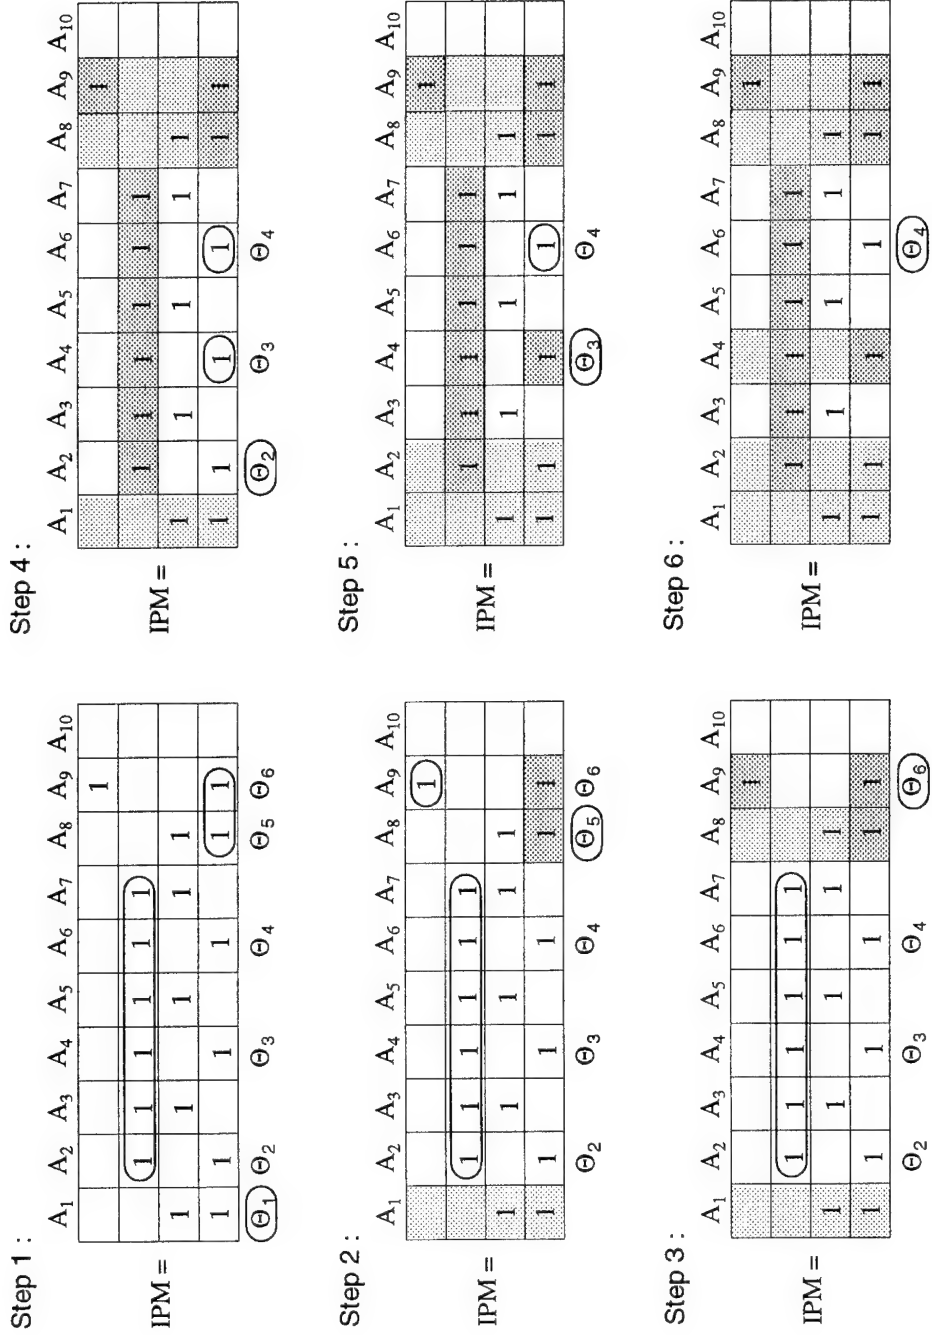 Step 1 :
A1 A2 A3 A4 A5 A6 A7 A8 A9 A10
1
1 1 1 1 1 1
IPM =
1 1 1 1 1
1 1 1 1 1 1
Θ1 Θ2 Θ3 Θ4 Θ5 Θ6
Step 2 :
A1 A2 A3 A4 A5 A6 A7 A8 A9 A10
1
1 1 1 1 1 1
IPM =
1 1 1 1 1
1 1 1 1 1 1
Θ2 Θ3 Θ4 Θ5 Θ6
Step 3 :
A1 A2 A3 A4 A5 A6 A7 A8 A9 A10
1
1 1 1 1 1 1
IPM =
1 1 1 1 1
1 1 1 1 1 1
Θ2 Θ3 Θ4 Θ6
Step 4 :
A1 A2 A3 A4 A5 A6 A7 A8 A9 A10
1
1 1 1 1 1 1
IPM =
1 1 1 1 1
1 1 1 1 1 1
Θ2 Θ3 Θ4
Step 5 :
A1 A2 A3 A4 A5 A6 A7 A8 A9 A10
1
1 1 1 1 1 1
IPM =
1 1 1 1 1
1 1 1 1 1 1
Θ3 Θ4
Step 6 :
A1 A2 A3 A4 A5 A6 A7 A8 A9 A10
1
1 1 1 1 1 1
IPM =
1 1 1 1 1
1 1 1 1 1 1
Θ4